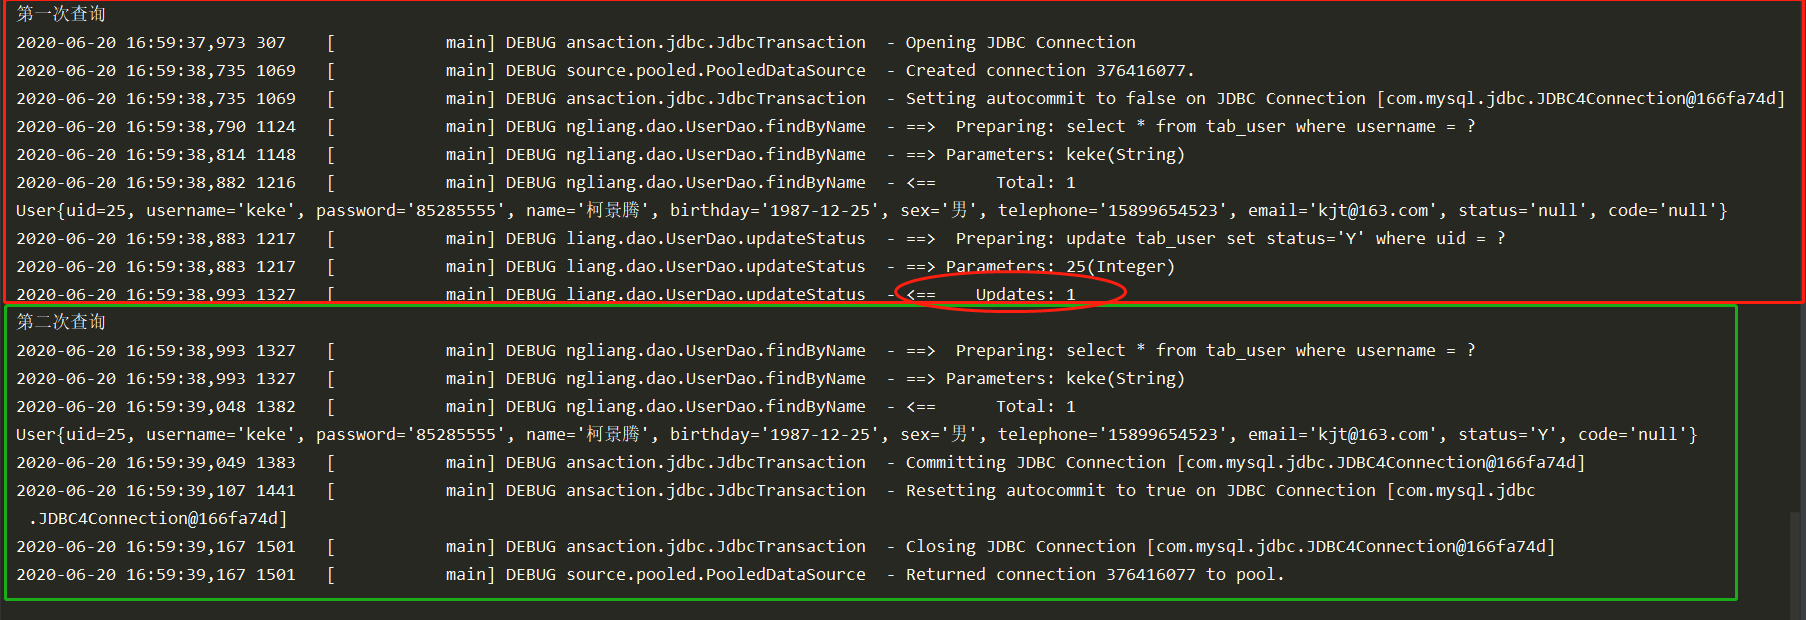 第一次查询
2020-06-20 16:59:37,973 307    [           main] DEBUG ansaction.jdbc.JdbcTransaction  - Opening JDBC Connection
2020-06-20 16:59:38,735 1069   [           main] DEBUG source.pooled.PooledDataSource  - Created connection 376416077.
2020-06-20 16:59:38,735 1069   [           main] DEBUG ansaction.jdbc.JdbcTransaction  - Setting autocommit to false on JDBC Connection [com.mysql.jdbc.JDBC4Connection@166fa74d]
2020-06-20 16:59:38,790 1124   [           main] DEBUG ngliang.dao.UserDao.findByName  - ==>  Preparing: select * from tab_user where username = ?
2020-06-20 16:59:38,814 1148   [           main] DEBUG ngliang.dao.UserDao.findByName  - ==> Parameters: keke(String)
2020-06-20 16:59:38,882 1216   [           main] DEBUG ngliang.dao.UserDao.findByName  - <==      Total: 1
User{uid=25, username='keke', password='85285555', name='柯景腾', birthday='1987-12-25', sex='男', telephone='15899654523', email='kjt@163.com', status='null', code='null'}
2020-06-20 16:59:38,883 1217   [           main] DEBUG liang.dao.UserDao.updateStatus  - ==>  Preparing: update tab_user set status='Y' where uid = ?
2020-06-20 16:59:38,883 1217   [           main] DEBUG liang.dao.UserDao.updateStatus  - ==> Parameters: 25(Integer)
2020-06-20 16:59:38,993 1327   [           main] DEBUG liang.dao.UserDao.updateStatus  - <==    Updates: 1
第二次查询
2020-06-20 16:59:38,993 1327   [           main] DEBUG ngliang.dao.UserDao.findByName  - ==>  Preparing: select * from tab_user where username = ?
2020-06-20 16:59:38,993 1327   [           main] DEBUG ngliang.dao.UserDao.findByName  - ==> Parameters: keke(String)
2020-06-20 16:59:39,048 1382   [           main] DEBUG ngliang.dao.UserDao.findByName  - <==      Total: 1
User{uid=25, username='keke', password='85285555', name='柯景腾', birthday='1987-12-25', sex='男', telephone='15899654523', email='kjt@163.com', status='Y', code='null'}
2020-06-20 16:59:39,049 1383   [           main] DEBUG ansaction.jdbc.JdbcTransaction  - Committing JDBC Connection [com.mysql.jdbc.JDBC4Connection@166fa74d]
2020-06-20 16:59:39,107 1441   [           main] DEBUG ansaction.jdbc.JdbcTransaction  - Resetting autocommit to true on JDBC Connection [com.mysql.jdbc
.JDBC4Connection@166fa74d]
2020-06-20 16:59:39,167 1501   [           main] DEBUG ansaction.jdbc.JdbcTransaction  - Closing JDBC Connection [com.mysql.jdbc.JDBC4Connection@166fa74d]
2020-06-20 16:59:39,167 1501   [           main] DEBUG source.pooled.PooledDataSource  - Returned connection 376416077 to pool.